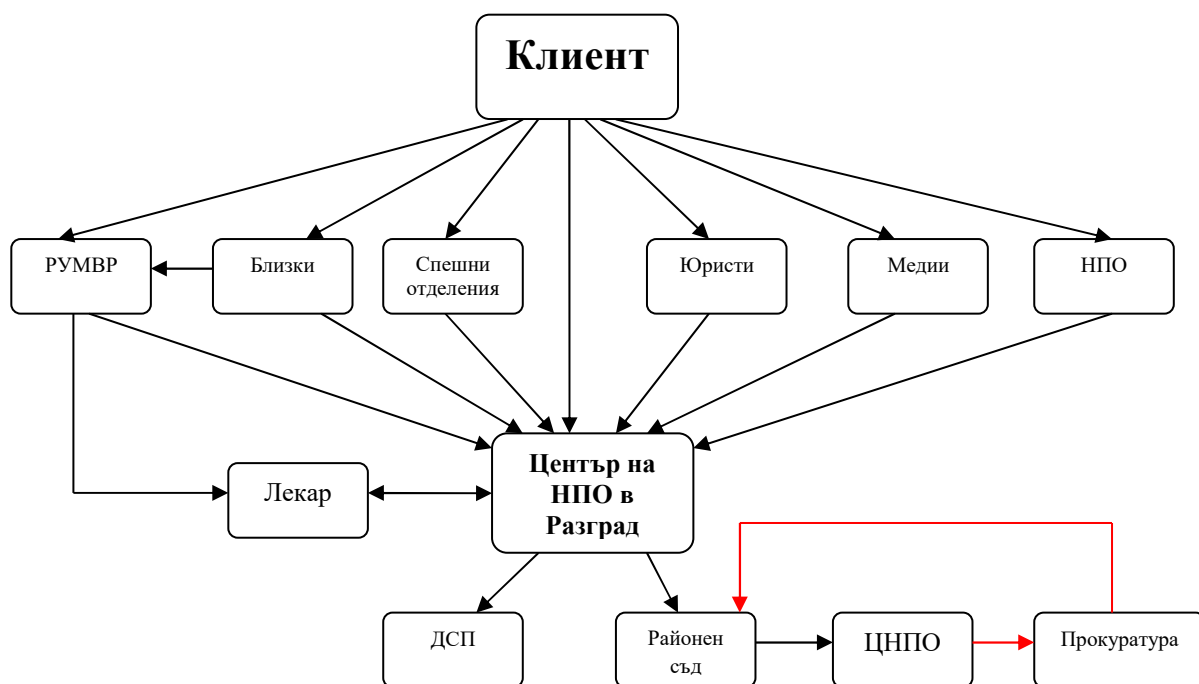 Клиент
РУМВР
Близки
Спешни
отделения
Юристи
Медии
НПО
Център на
НПО в
Разград
Лекар
ДСП
Районен
съд
ЦНПО
Прокуратура